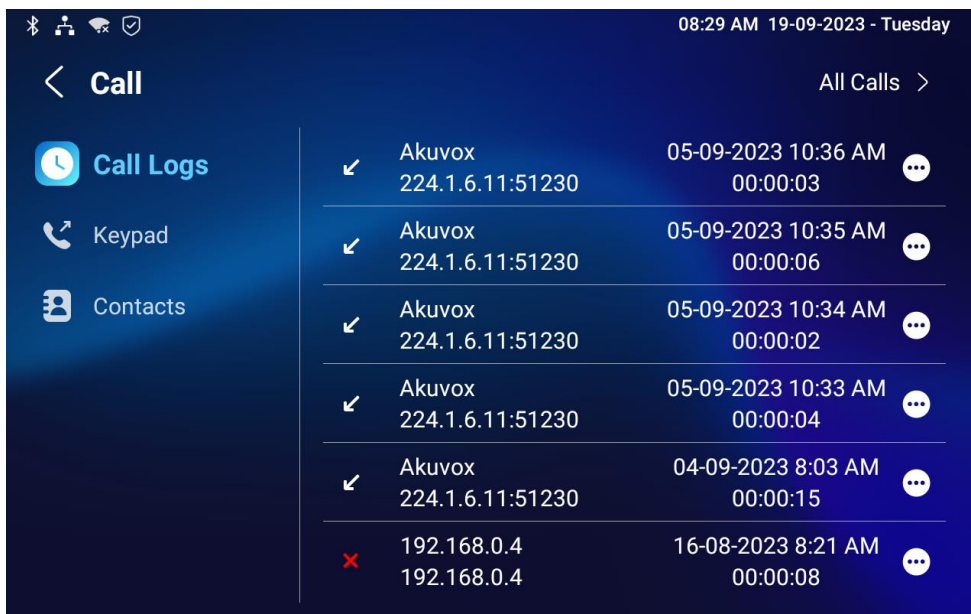 08:29 AM 19-09-2023 - Tuesday
Call
All Calls
Call Logs
Keypad
Contacts
Akuvox 05-09-2023 10:36 AM
224.1.6.11:51230 00:00:03
Akuvox 05-09-2023 10:35 AM
224.1.6.11:51230 00:00:06
Akuvox 05-09-2023 10:34 AM
224.1.6.11:51230 00:00:02
Akuvox 05-09-2023 10:33 AM
224.1.6.11:51230 00:00:04
Akuvox 04-09-2023 8:03 AM
224.1.6.11:51230 00:00:15
192.168.0.4 16-08-2023 8:21 AM
192.168.0.4 00:00:08